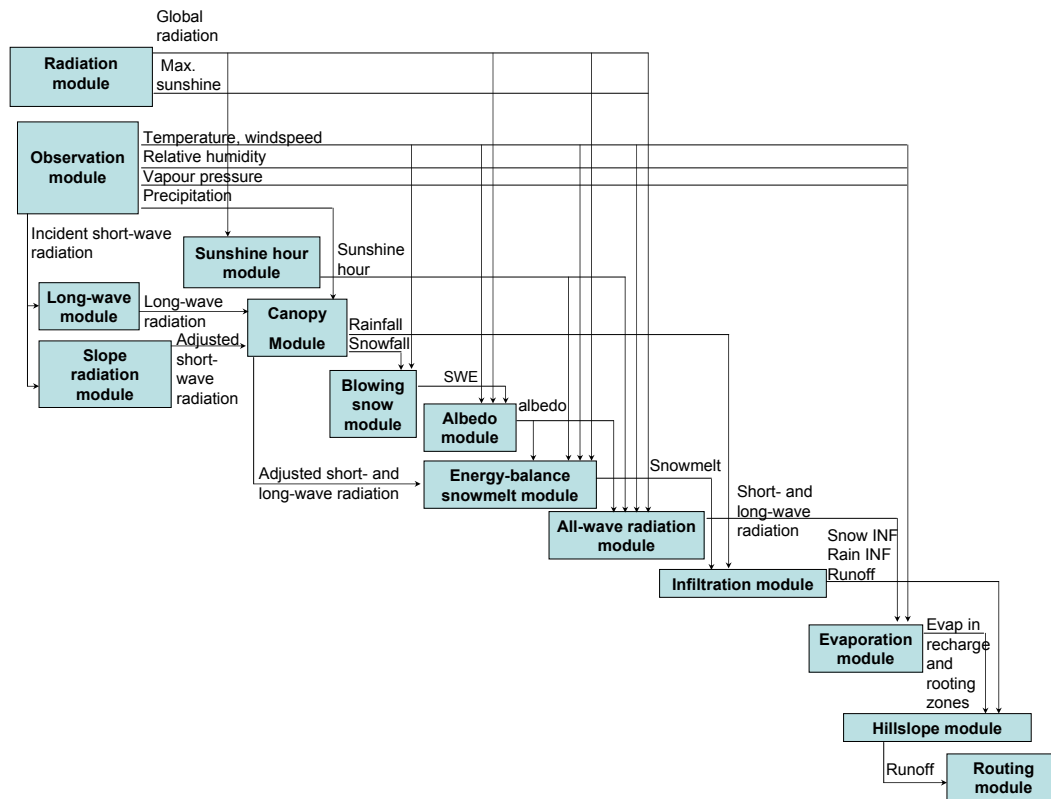 Global
radiation
Radiation
module
Max.
sunshine
Observation
module
Temperature, windspeed
Relative humidity
Vapour pressure
Precipitation
Incident short-wave
radiation
Sunshine hour
module
Sunshine
hour
Long-wave
module
Long-wave
radiation
Canopy
Module
Rainfall
Snowfall
Slope
radiation
module
Adjusted
short-
wave
radiation
Blowing
snow
module
SWE
Albedo
module
albedo
Adjusted short- and
long-wave radiation
Energy-balance
snowmelt module
Snowmelt
All-wave radiation
module
Short- and
long-wave
radiation
Infiltration module
Snow INF
Rain INF
Runoff
Evaporation
module
Evap in
recharge
and
rooting
zones
Hillslope module
Runoff
Routing
module